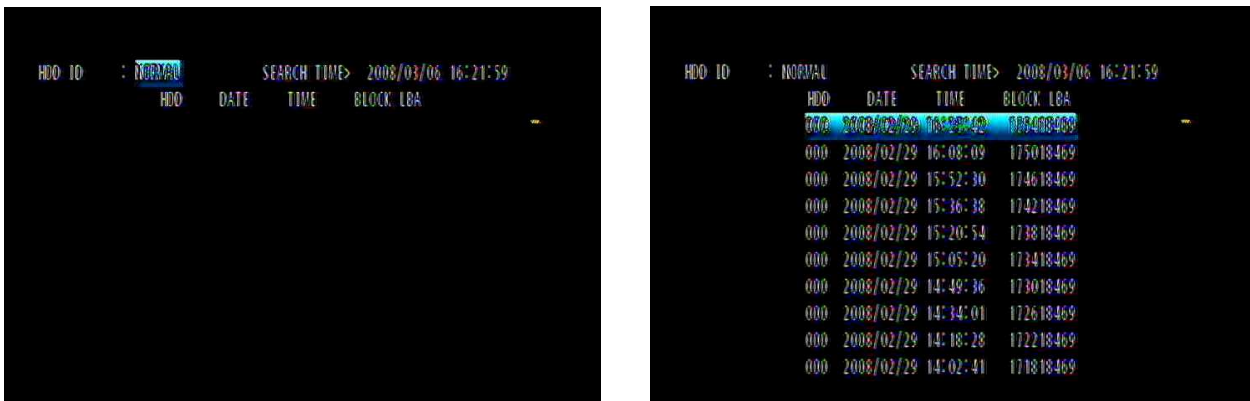 HDD ID : NORMAL SEARCH TIME> 2008/03/06 16:21:59
HDD DATE TIME BLOCK LBA
HDD ID : NORMAL SEARCH TIME> 2008/03/06 16:21:59
HDD DATE TIME BLOCK LBA
000 2008/02/29 175418469
000 2008/02/29 16:08:09 175018469
000 2008/02/29 15:52:30 174618469
000 2008/02/29 15:36:38 174218469
000 2008/02/29 15:20:54 173818469
000 2008/02/29 15:05:20 173418469
000 2008/02/29 14:49:36 173018469
000 2008/02/29 14:34:01 172618469
000 2008/02/29 14:18:28 172218469
000 2008/02/29 14:02:41 171818469